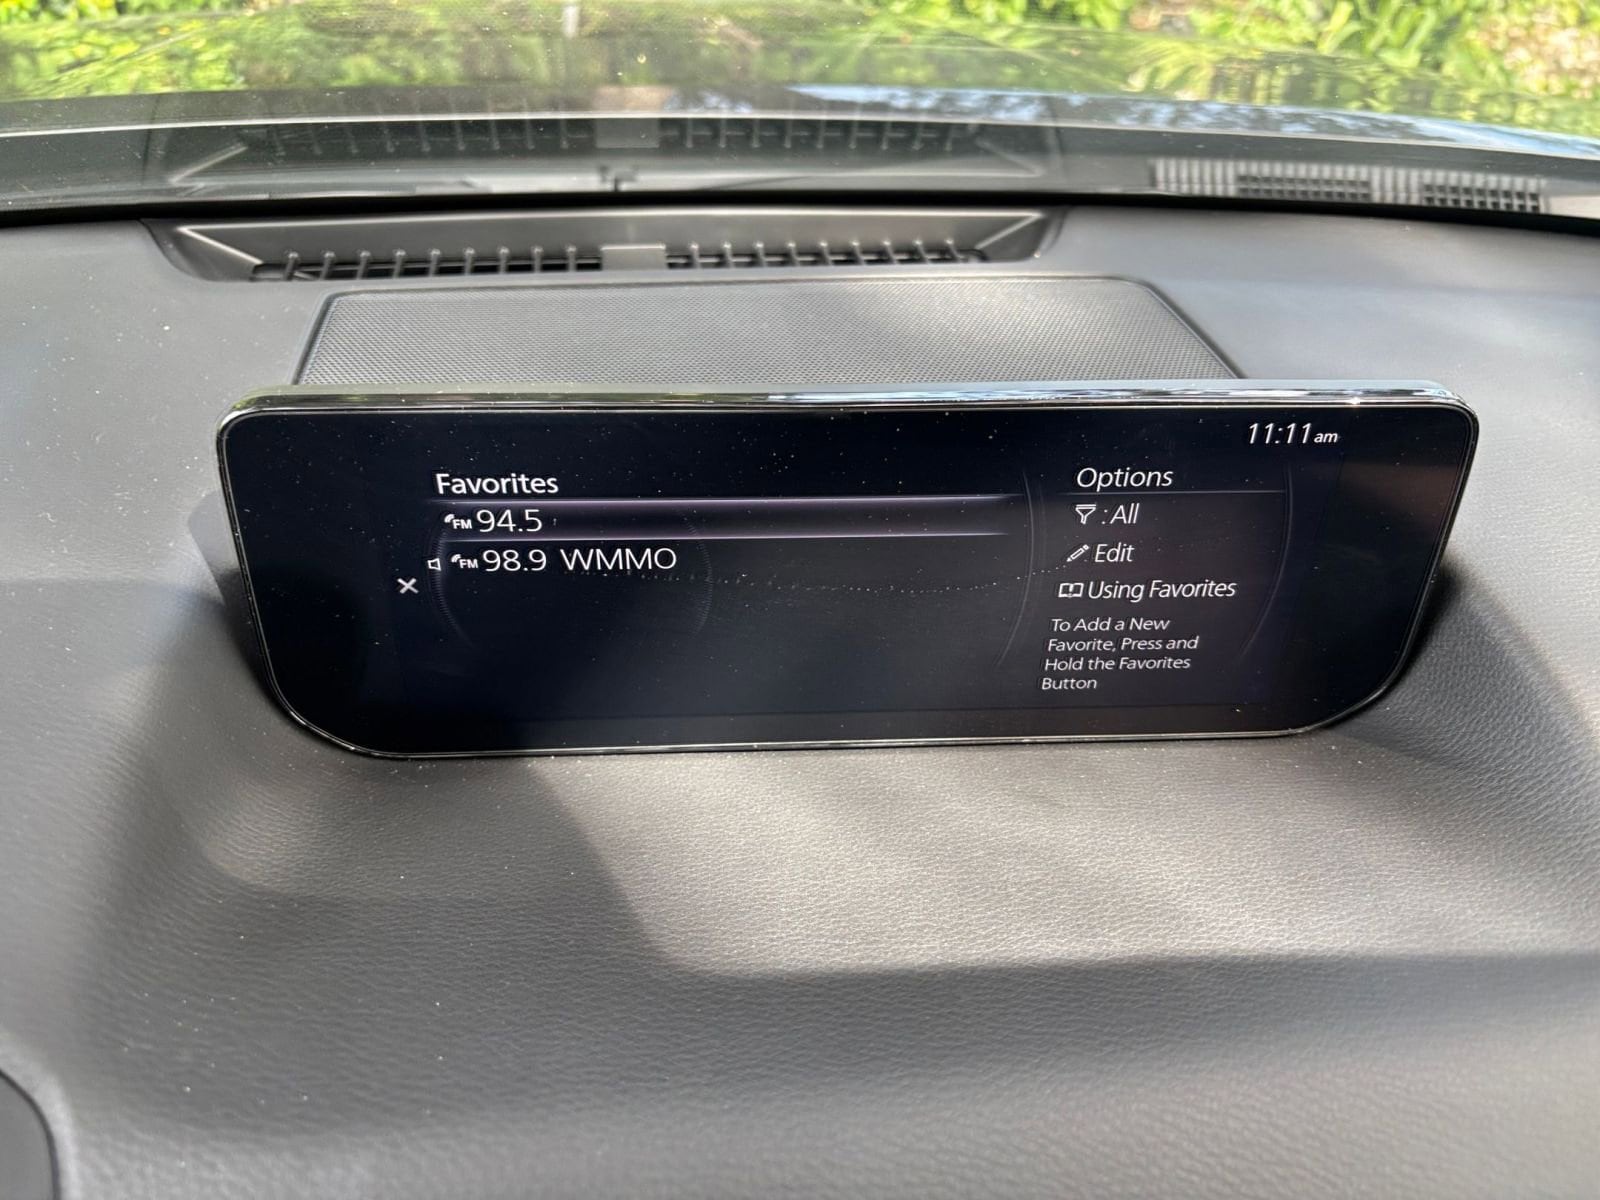 11:11am
Favorites
FM 94.5
FM 98.9 WMMO
Options
: All
Edit
Using Favorites
To Add a New
Favorite, Press and
Hold the Favorites
Button